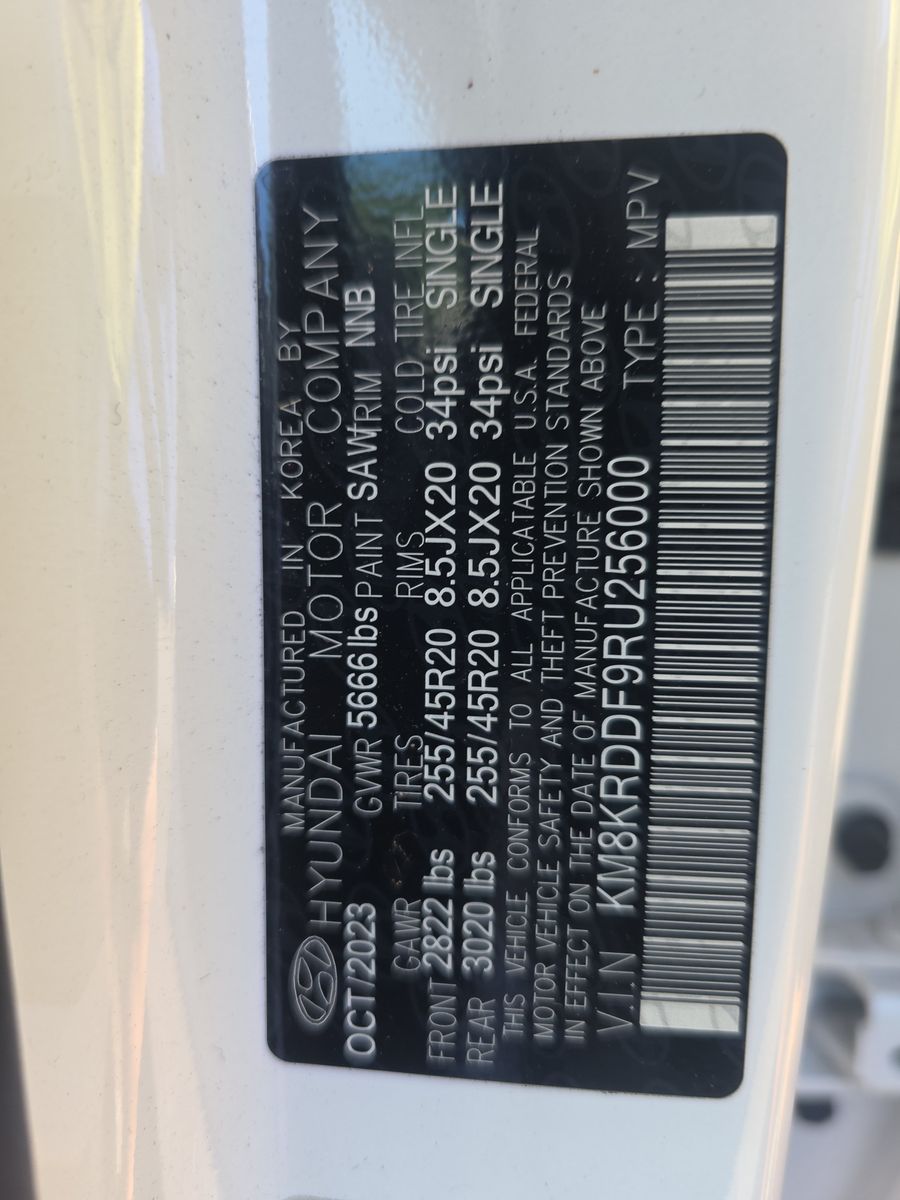 MANUFACTURED IN KOREA BY
HYUNDAI MOTOR COMPANY
OCT/2023 GVWR 5666 lbs PAINT SAW RIM NNB
GAWR TIRES RIMS COLD TIRE INFL
FRONT 2822 lbs 255/45R20 8.5JX20 34psi SINGLE
REAR 3020 lbs 255/45R20 8.5JX20 34psi SINGLE
THIS VEHICLE CONFORMS TO ALL APPLICATABLE U.S.A. FEDERAL
MOTOR VEHICLE SAFETY AND THEFT PREVENTION STANDARDS
IN EFFECT ON THE DATE OF MANUFACTURE SHOWN ABOVE
V.I.N KM8KRDDF9RU256000 TYPE : MPV